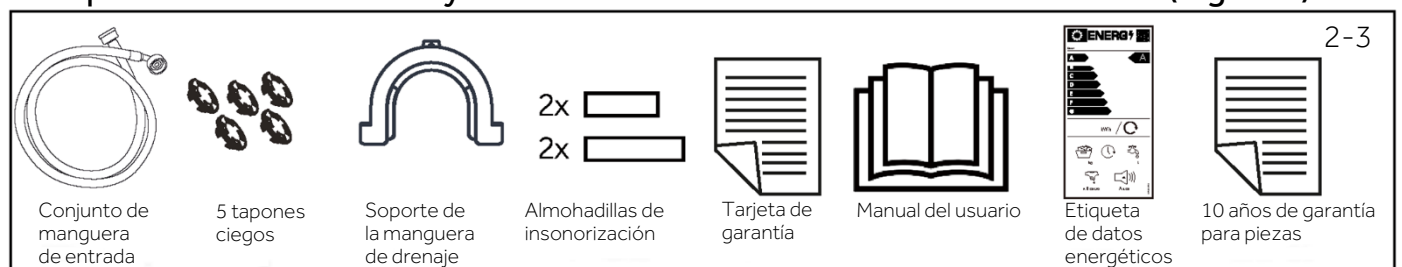 2-3
2x
2x
ENERG
A
A
B
C
D
E
F
G
Conjunto de
manguera
de entrada
5 tapones
ciegos
Soporte de
la manguera
de drenaje
Almohadillas de
insonorización
Tarjeta de
garantía
Manual del usuario
Etiqueta
de datos
energéticos
10 años de garantía
para piezas